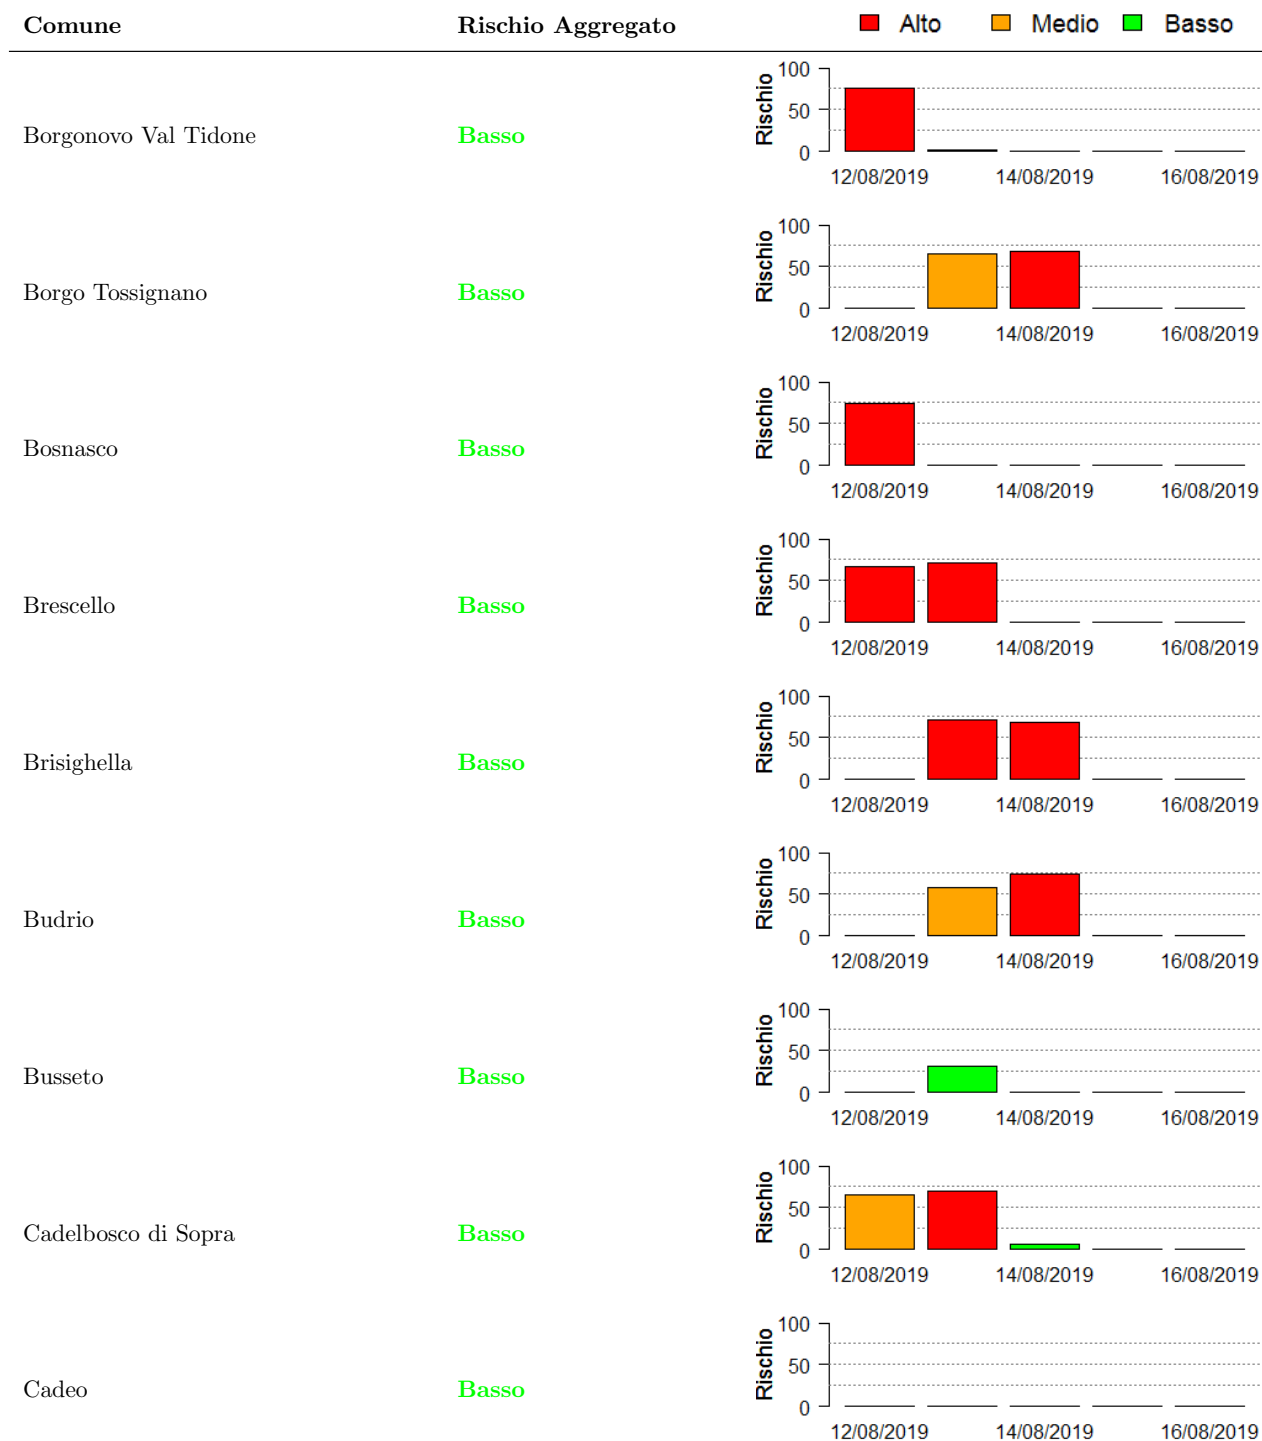 Comune Rischio Aggregato Alto Medio Basso
Borgonovo Val Tidone Basso Rischio 100 50 0
12/08/2019 14/08/2019 16/08/2019
Borgo Tossignano Basso Rischio 100 50 0
12/08/2019 14/08/2019 16/08/2019
Bosnasco Basso Rischio 100 50 0
12/08/2019 14/08/2019 16/08/2019
Brescello Basso Rischio 100 50 0
12/08/2019 14/08/2019 16/08/2019
Brisighella Basso Rischio 100 50 0
12/08/2019 14/08/2019 16/08/2019
Budrio Basso Rischio 100 50 0
12/08/2019 14/08/2019 16/08/2019
Busseto Basso Rischio 100 50 0
12/08/2019 14/08/2019 16/08/2019
Cadelbosco di Sopra Basso Rischio 100 50 0
12/08/2019 14/08/2019 16/08/2019
Cadeo Basso Rischio 100 50 0
12/08/2019 14/08/2019 16/08/2019